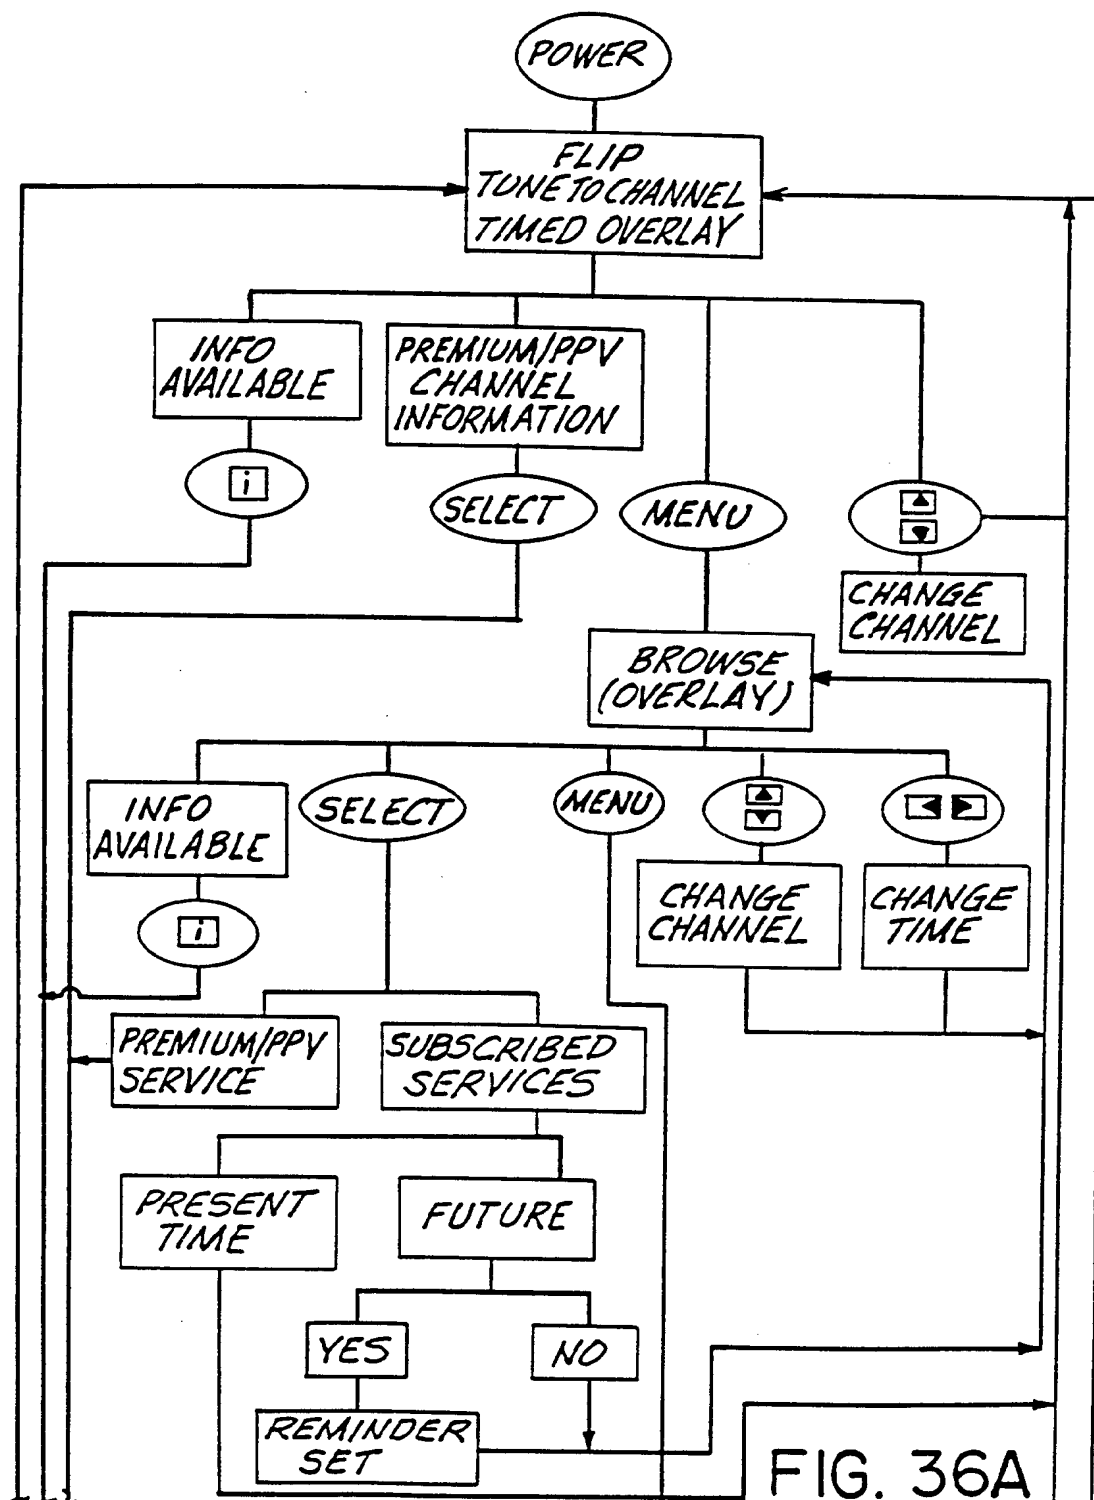 POWER
FLIP
TUNE TO CHANNEL
TIMED OVERLAY
INFO
AVAILABLE
PREMIUM/PPV
CHANNEL
INFORMATION
i
SELECT
MENU
CHANGE
CHANNEL
BROWSE
(OVERLAY)
INFO
AVAILABLE
SELECT
MENU
CHANGE
CHANNEL
CHANGE
TIME
i
PREMIUM/PPV
SERVICE
SUBSCRIBED
SERVICES
PRESENT
TIME
FUTURE
YES
NO
REMINDER
SET
FIG. 36A